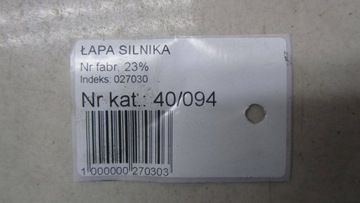 ŁAPA SILNIKA
Nr fabr. 23%
Indeks: 027030
Nr kat.: 40/094
1 000000 270303